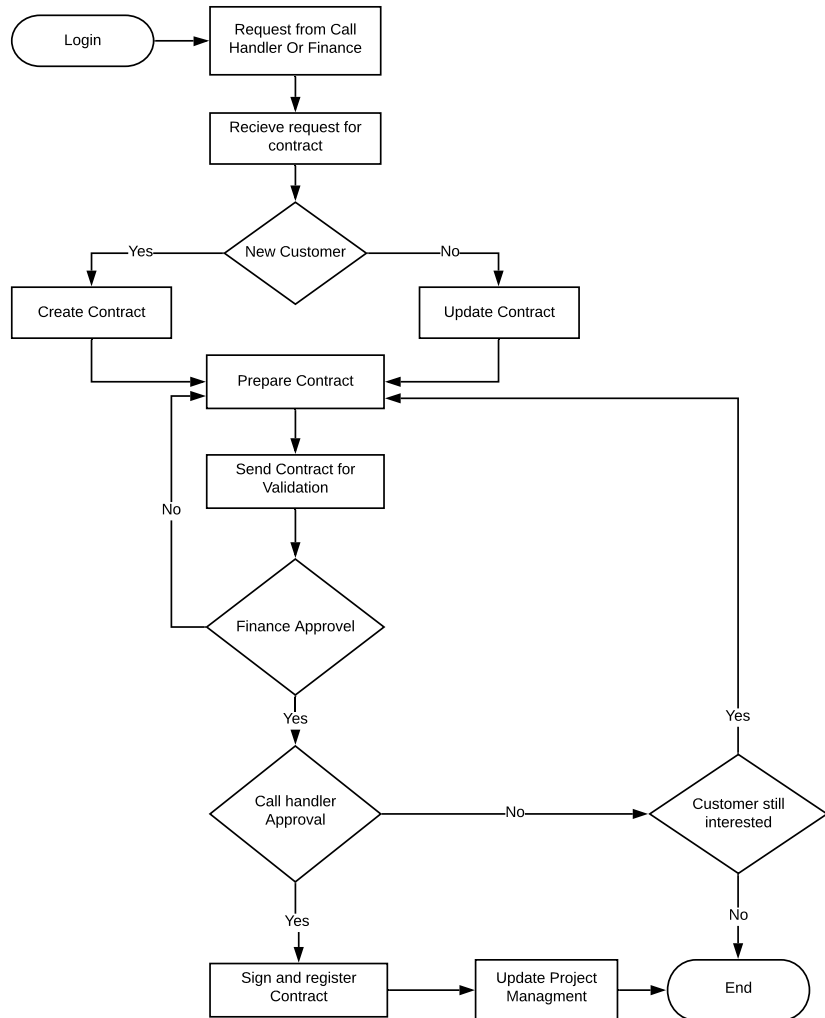 Login
Request from Call
Handler Or Finance
Recieve request for
contract
New Customer
Yes
No
Create Contract
Update Contract
Prepare Contract
Send Contract for
Validation
No
Finance Approvel
Yes
Yes
Call handler
Approval
No
Customer still
interested
Yes
No
Sign and register
Contract
Update Project
Managment
End